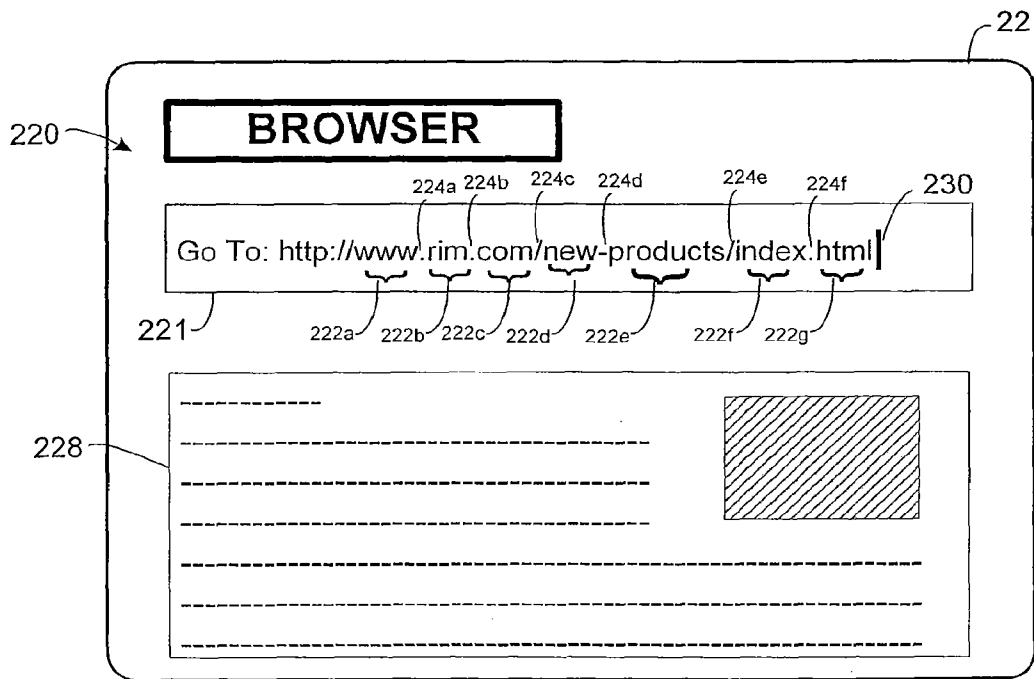 22
220
BROWSER
224a 224b 224c 224d 224e 224f 230
Go To: http://www.rim.com/new-products/index.html
221
222a 222b 222c 222d 222e 222f 222g
228